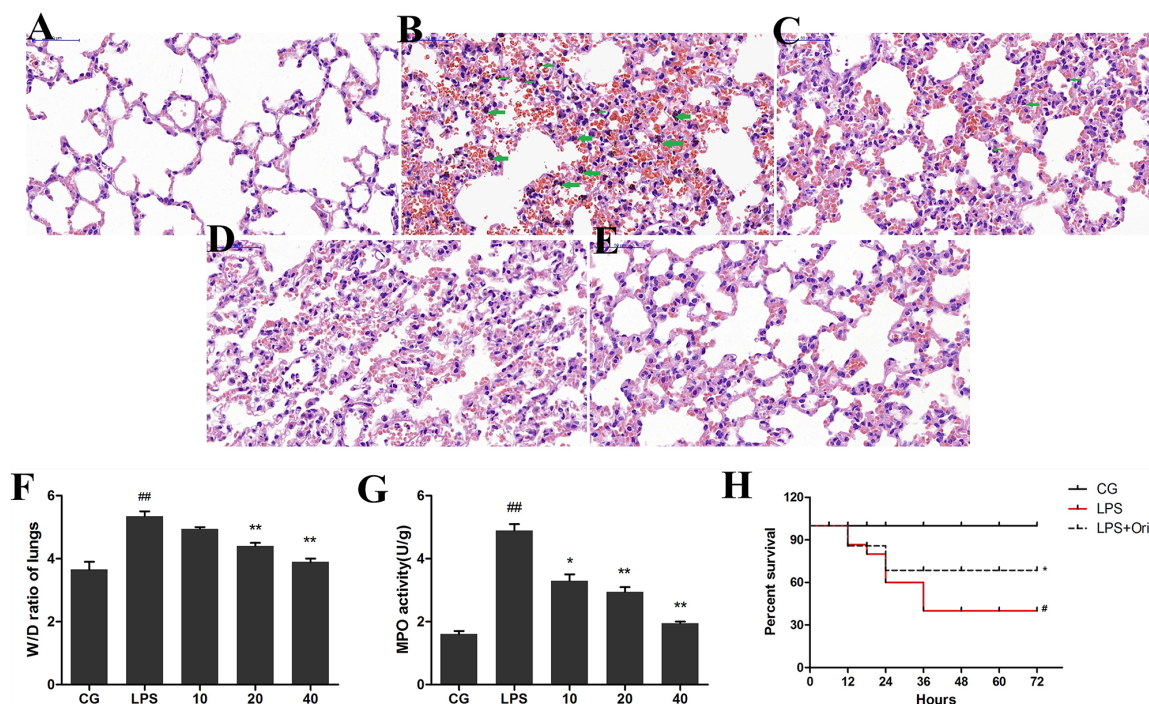 A
B
C
D
E
F
W/D ratio of lungs
6
4
2
0
##
**
**
CG LPS 10 20 40
G
MPO activity(U/g)
6
4
2
0
##
*
**
**
CG LPS 10 20 40
H
Percent survival
120
90
60
30
0
0 12 24 36 48 60 72
Hours
CG
LPS
LPS+Ori
*
#